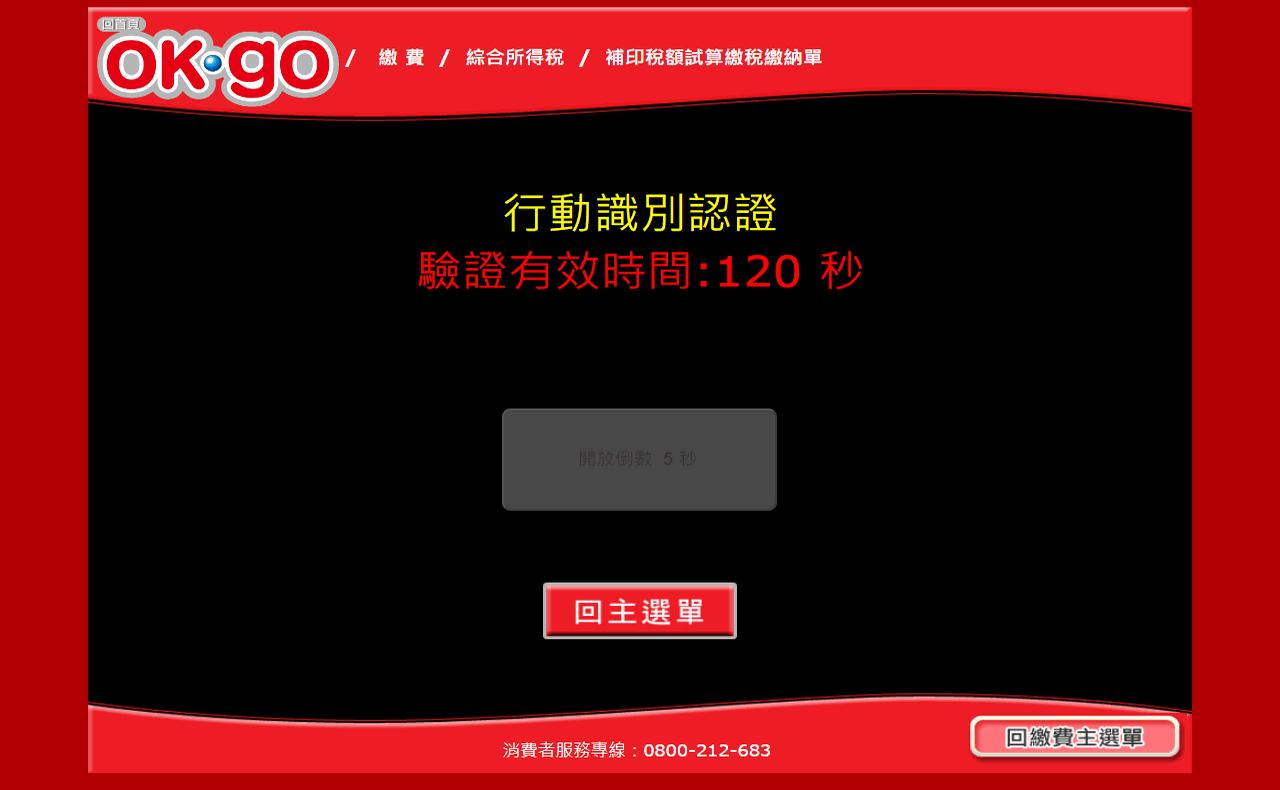 回首頁
OK·go / 繳 費 / 綜合所得稅 / 補印稅額試算繳稅繳納單
行動識別認證
驗證有效時間:120 秒
開放倒數 5 秒
回主選單
回繳費主選單
消費者服務專線：0800-212-683